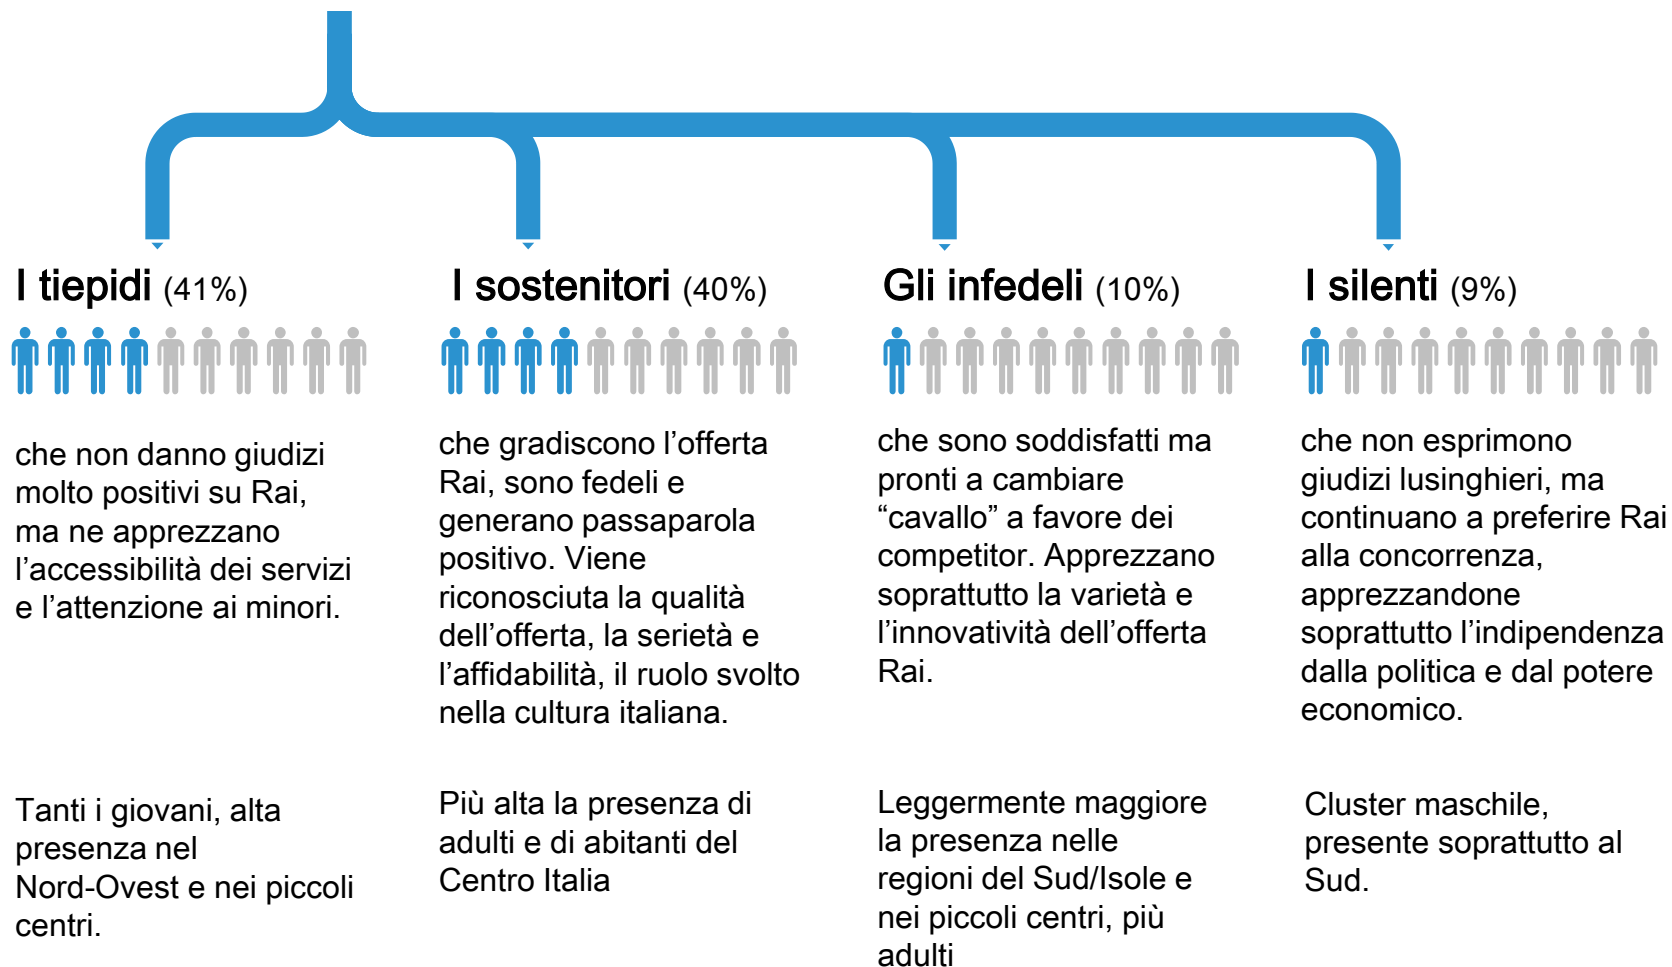 I tiepidi (41%)
che non danno giudizi
molto positivi su Rai,
ma ne apprezzano
l’accessibilità dei servizi
e l’attenzione ai minori.
Tanti i giovani, alta
presenza nel
Nord-Ovest e nei piccoli
centri.
I sostenitori (40%)
che gradiscono l’offerta
Rai, sono fedeli e
generano passaparola
positivo. Viene
riconosciuta la qualità
dell’offerta, la serietà e
l’affidabilità, il ruolo svolto
nella cultura italiana.
Più alta la presenza di
adulti e di abitanti del
Centro Italia
Gli infedeli (10%)
che sono soddisfatti ma
pronti a cambiare
“cavallo” a favore dei
competitor. Apprezzano
soprattutto la varietà e
l’innovatività dell’offerta
Rai.
Leggermente maggiore
la presenza nelle
regioni del Sud/Isole e
nei piccoli centri, più
adulti
I silenti (9%)
che non esprimono
giudizi lusinghieri, ma
continuano a preferire Rai
alla concorrenza,
apprezzandone
soprattutto l’indipendenza
dalla politica e dal potere
economico.
Cluster maschile,
presente soprattutto al
Sud.